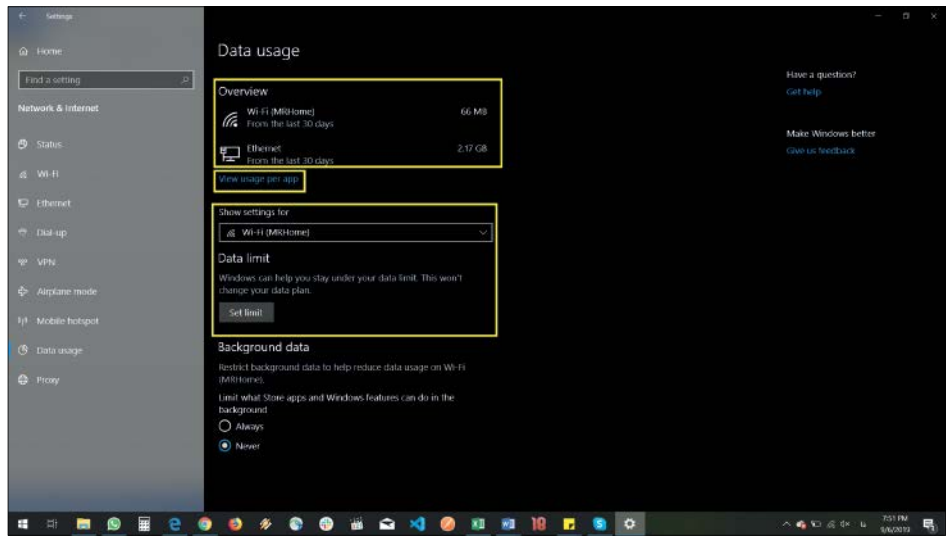 Settings
Home
Find a setting
Network & Internet
Status
Wi-Fi
Ethernet
Dial-up
VPN
Airplane mode
Mobile hotspot
Data usage
Proxy
Data usage
Overview
Wi-Fi (MRHome) 66 MB
From the last 30 days
Ethernet 2.17 GB
From the last 30 days
View usage per app
Show settings for
Wi-Fi (MRHome)
Data limit
Windows can help you stay under your data limit. This won't
change your data plan.
Set limit
Background data
Restrict background data to help reduce data usage on Wi-Fi
(MRHome).
Limit what Store apps and Windows features can do in the
background
Always
Never
Have a question?
Get help
Make Windows better
Give us feedback
7:51 PM
9/6/2019